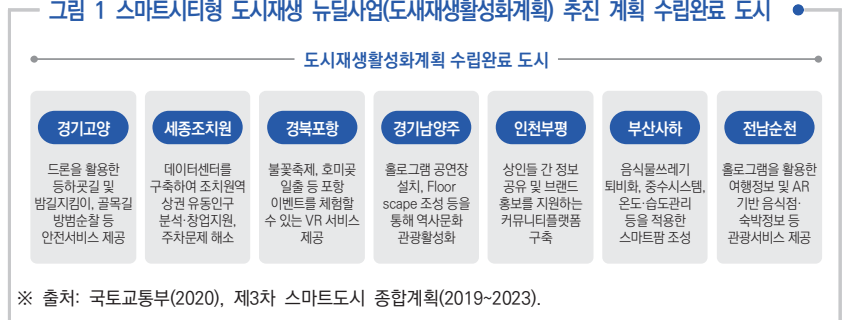 그림 1 스마트시티형 도시재생 뉴딜사업(도새재생활성화계획) 추진 계획 수립완료 도시
도시재생활성화계획 수립완료 도시
경기고양
드론을 활용한
등하굣길 및
밤길지킴이, 골목길
방범순찰 등
안전서비스 제공
세종조치원
데이터센터를
구축하여 조치원역
상권 유동인구
분석·창업지원,
주차문제 해소
경북포항
불꽃축제, 호미곶
일출 등 포항
이벤트를 체험할
수 있는 VR 서비스
제공
경기남양주
홀로그램 공연장
설치, Floor
scape 조성 등을
통해 역사문화
관광활성화
인천부평
상인들 간 정보
공유 및 브랜드
홍보를 지원하는
커뮤니티플랫폼
구축
부산사하
음식물쓰레기
퇴비화, 중수시스템,
온도·습도관리
등을 적용한
스마트팜 조성
전남순천
홀로그램을 활용한
여행정보 및 AR
기반 음식점·
숙박정보 등
관광서비스 제공
※ 출처: 국토교통부(2020), 제3차 스마트도시 종합계획(2019~2023).